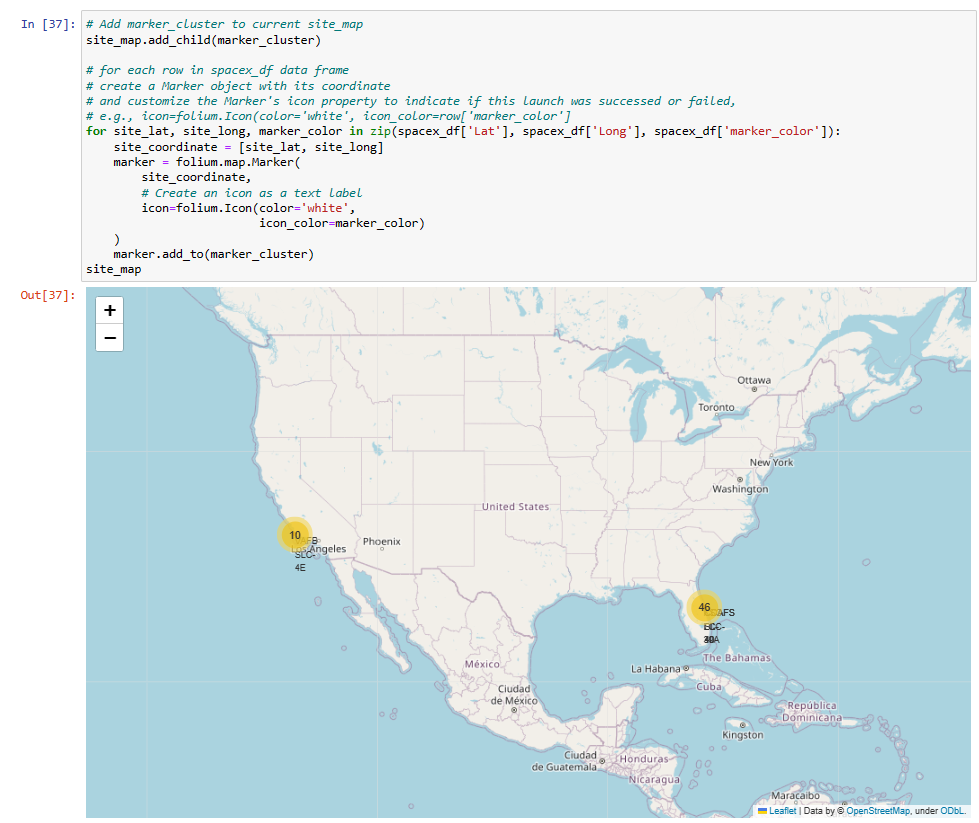 In [37]:
# Add marker_cluster to current site_map
site_map.add_child(marker_cluster)
# for each row in spacex_df data frame
# create a Marker object with its coordinate
# and customize the Marker's icon property to indicate if this launch was successed or failed,
# e.g., icon=folium.Icon(color='white', icon_color=row['marker_color']
for site_lat, site_long, marker_color in zip(spacex_df['Lat'], spacex_df['Long'], spacex_df['marker_color']):
    site_coordinate = [site_lat, site_long]
    marker = folium.map.Marker(
        site_coordinate,
        # Create an icon as a text label
        icon=folium.Icon(color='white',
                         icon_color=marker_color)
    )
    marker.add_to(marker_cluster)
site_map
Out[37]:
+
−
Ottawa
Toronto
New York
Washington
United States
10
Phoenix
Los Angeles
SLC-
4E
46
The Bahamas
La Habana
México
Cuba
Ciudad
de México
República
Dominicana
Kingston
Ciudad
de Guatemala
Honduras
Nicaragua
Maracaibo
Leaflet | Data by © OpenStreetMap, under ODbL.